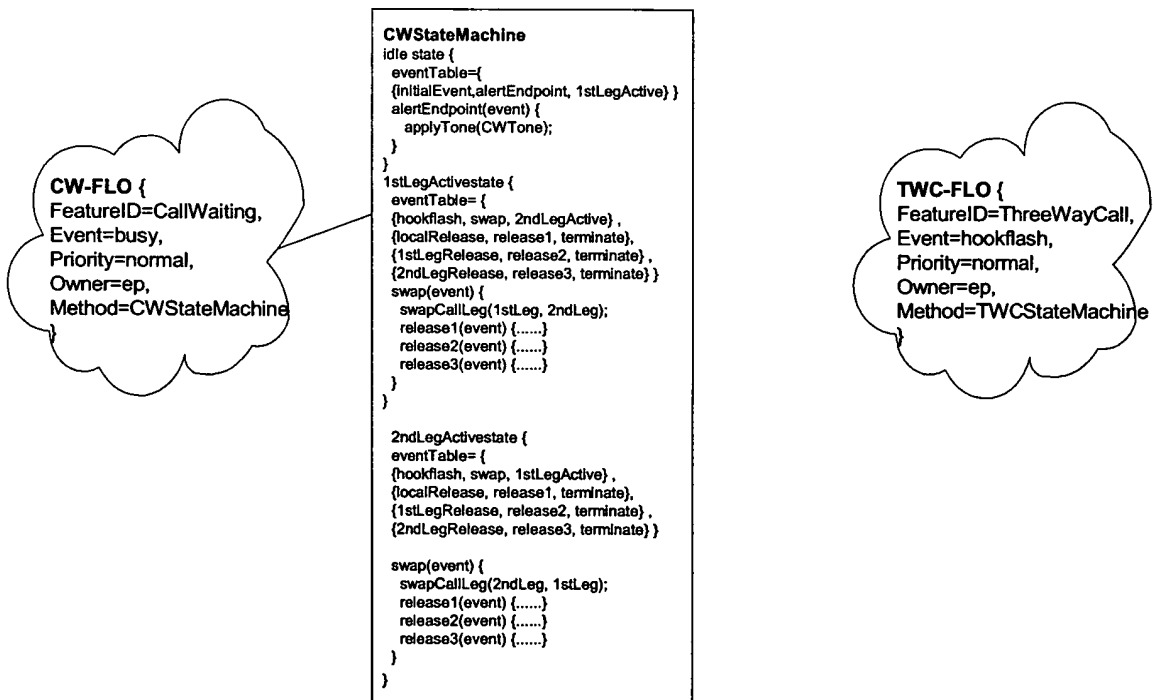 CW-FLO {
FeatureID=CallWaiting,
Event=busy,
Priority=normal,
Owner=ep,
Method=CWStateMachine
}
CWStateMachine
idle state {
eventTable={
{initialEvent,alertEndpoint, 1stLegActive} }
alertEndpoint(event) {
applyTone(CWTone);
}
}
1stLegActivestate {
eventTable= {
{hookflash, swap, 2ndLegActive} ,
{localRelease, release1, terminate},
{1stLegRelease, release2, terminate} ,
{2ndLegRelease, release3, terminate} }
swap(event) {
swapCallLeg(1stLeg, 2ndLeg);
release1(event) {......}
release2(event) {......}
release3(event) {......}
}
}
2ndLegActivestate {
eventTable= {
{hookflash, swap, 1stLegActive} ,
{localRelease, release1, terminate},
{1stLegRelease, release2, terminate} ,
{2ndLegRelease, release3, terminate} }
swap(event) {
swapCallLeg(2ndLeg, 1stLeg);
release1(event) {......}
release2(event) {......}
release3(event) {......}
}
}
TWC-FLO {
FeatureID=ThreeWayCall,
Event=hookflash,
Priority=normal,
Owner=ep,
Method=TWCStateMachine
}